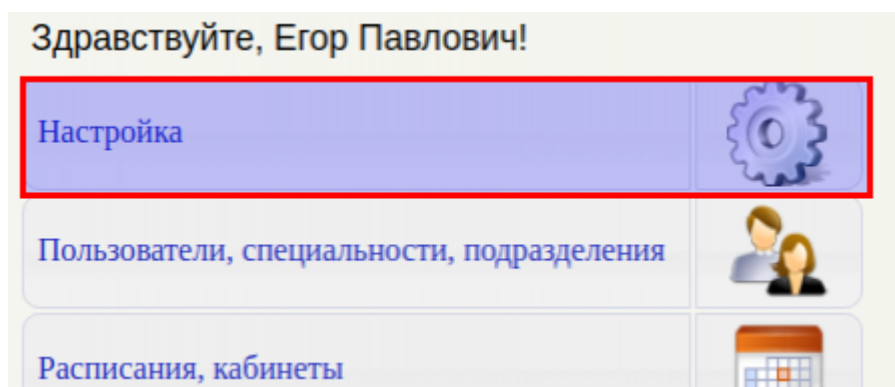 Здравствуйте, Егор Павлович!
Настройка
Пользователи, специальности, подразделения
Расписания, кабинеты